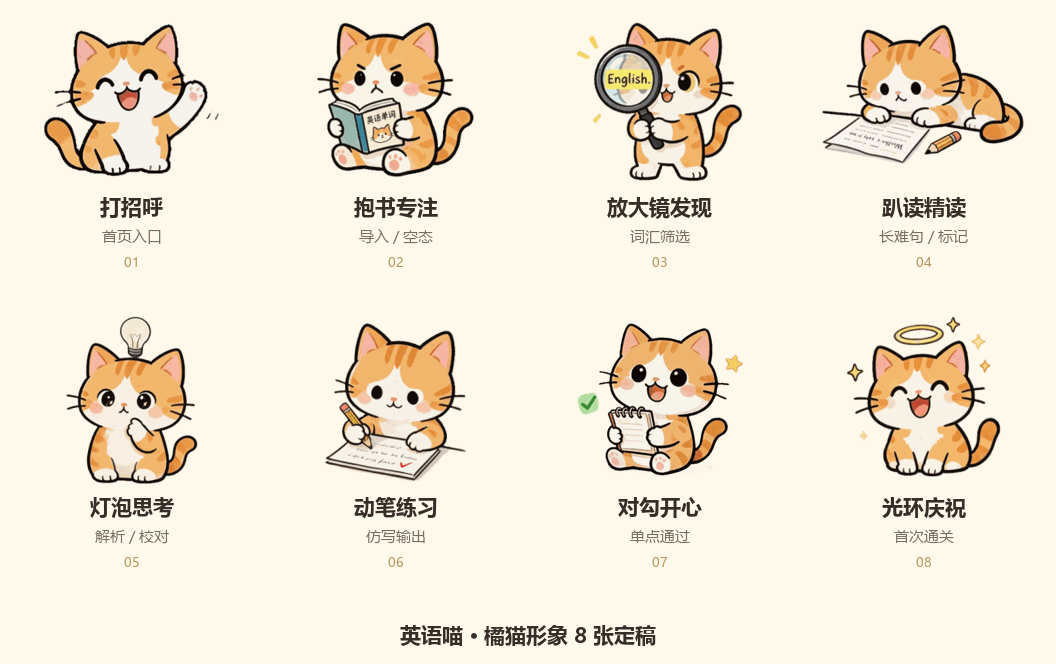 English.
英语单词
打招呼
首页入口
01
抱书专注
导入 / 空态
02
放大镜发现
词汇筛选
03
趴读精读
长难句 / 标记
04
灯泡思考
解析 / 校对
05
动笔练习
仿写输出
06
对勾开心
单点通过
07
光环庆祝
首次通关
08
英语喵 • 橘猫形象 8 张定稿